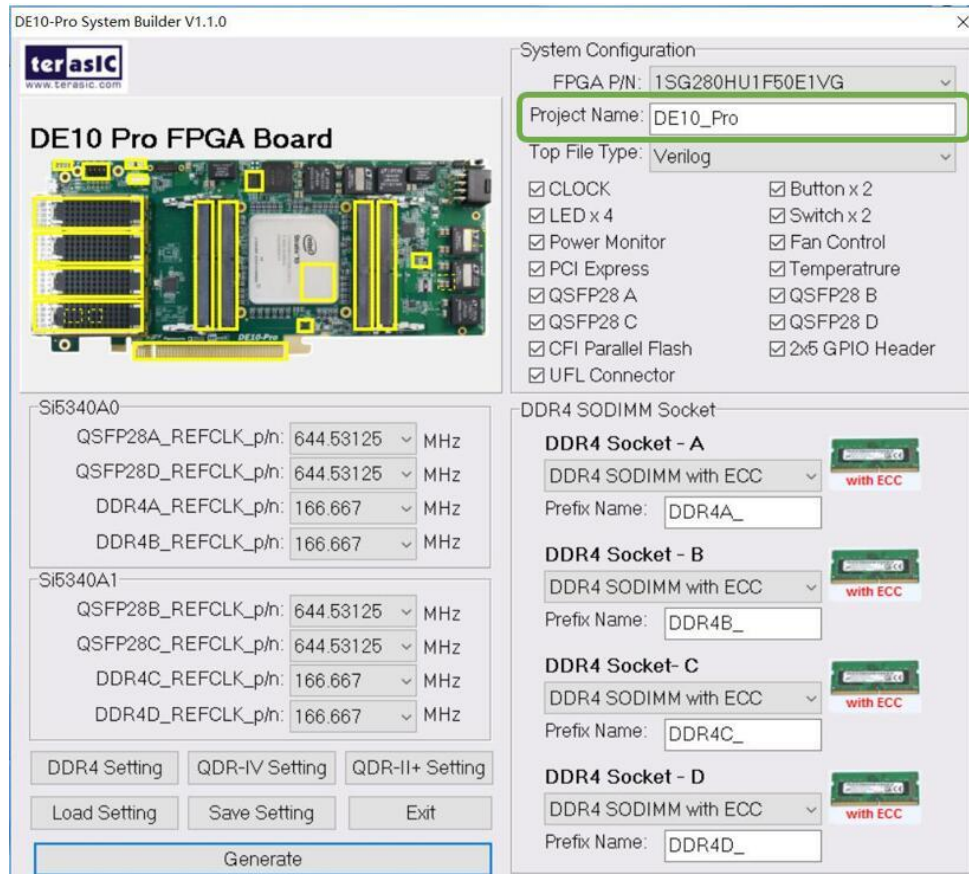 DE10-Pro System Builder V1.1.0
terasIC
www.terasic.com
DE10 Pro FPGA Board
DE10-Pro
System Configuration
FPGA P/N: 1SG280HU1F50E1VG
Project Name: DE10_Pro
Top File Type: Verilog
CLOCK Button x 2
LED x 4 Switch x 2
Power Monitor Fan Control
PCI Express Temperatrure
QSFP28 A QSFP28 B
QSFP28 C QSFP28 D
CFI Parallel Flash 2x5 GPIO Header
UFL Connector
Si5340A0
QSFP28A_REFCLK_p/n: 644.53125 MHz
QSFP28D_REFCLK_p/n: 644.53125 MHz
DDR4A_REFCLK_p/n: 166.667 MHz
DDR4B_REFCLK_p/n: 166.667 MHz
Si5340A1
QSFP28B_REFCLK_p/n: 644.53125 MHz
QSFP28C_REFCLK_p/n: 644.53125 MHz
DDR4C_REFCLK_p/n: 166.667 MHz
DDR4D_REFCLK_p/n: 166.667 MHz
DDR4 Setting QDR-IV Setting QDR-II+ Setting
Load Setting Save Setting Exit
Generate
DDR4 SODIMM Socket
DDR4 Socket - A
DDR4 SODIMM with ECC
with ECC
Prefix Name: DDR4A_
DDR4 Socket - B
DDR4 SODIMM with ECC
with ECC
Prefix Name: DDR4B_
DDR4 Socket- C
DDR4 SODIMM with ECC
with ECC
Prefix Name: DDR4C_
DDR4 Socket - D
DDR4 SODIMM with ECC
with ECC
Prefix Name: DDR4D_